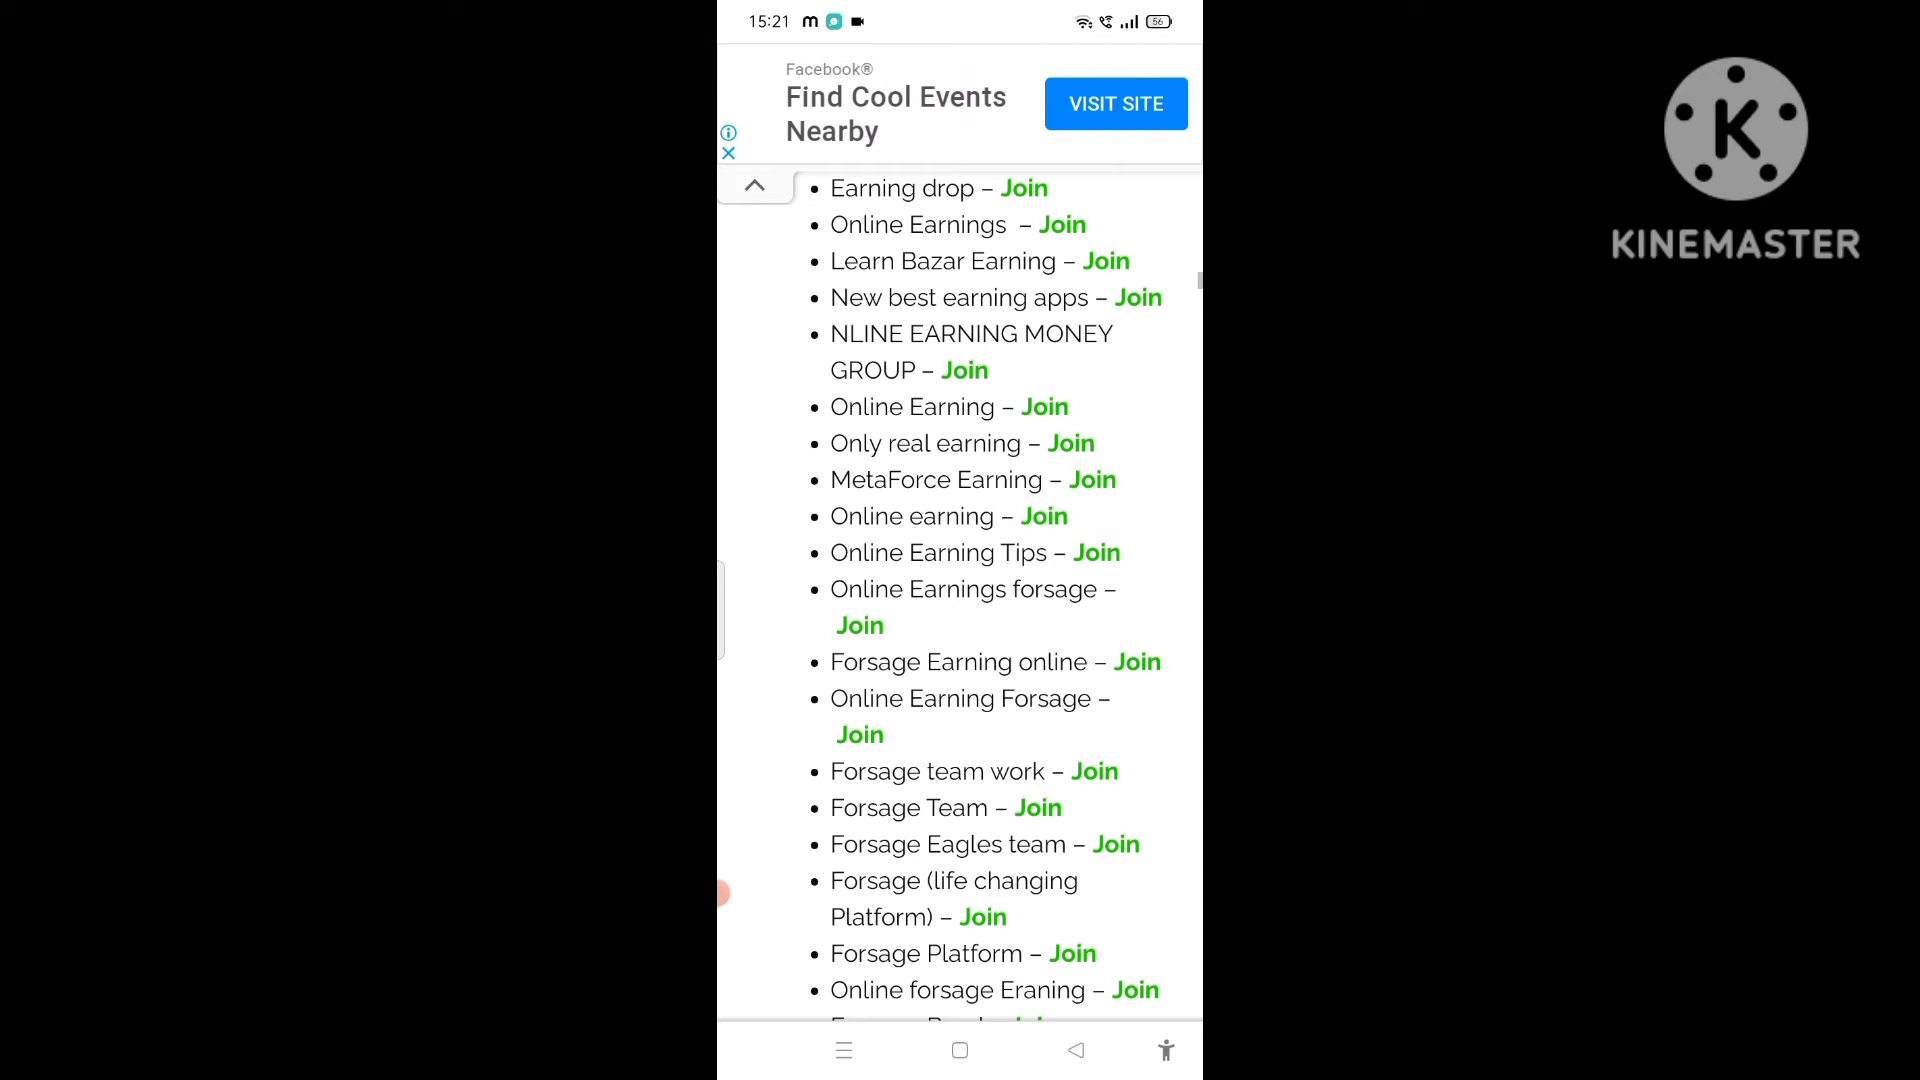 15:21
56
Facebook®
Find Cool Events
Nearby
VISIT SITE
K
KINEMASTER
Earning drop – Join
Online Earnings – Join
Learn Bazar Earning – Join
New best earning apps – Join
NLINE EARNING MONEY
GROUP – Join
Online Earning – Join
Only real earning – Join
MetaForce Earning – Join
Online earning – Join
Online Earning Tips – Join
Online Earnings forsage –
Join
Forsage Earning online – Join
Online Earning Forsage –
Join
Forsage team work – Join
Forsage Team – Join
Forsage Eagles team – Join
Forsage (life changing
Platform) – Join
Forsage Platform – Join
Online forsage Eraning – Join